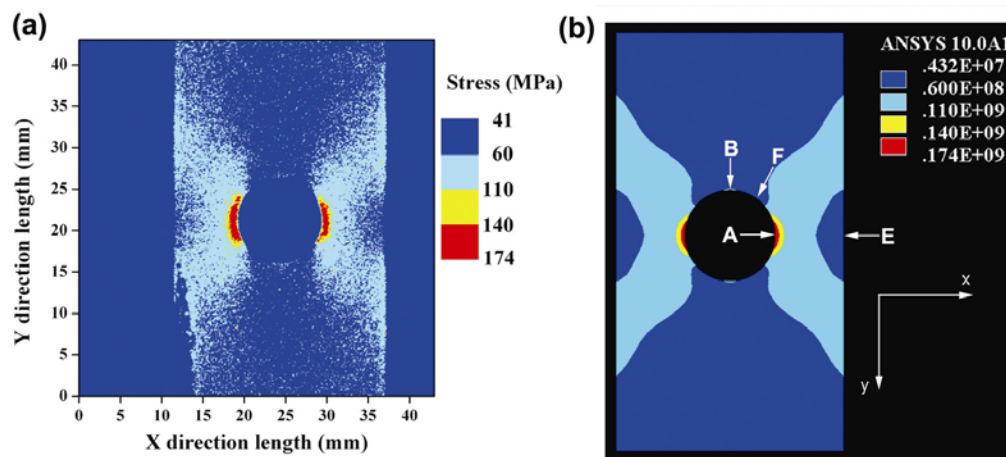 (a)
Y direction length (mm)
40
35
30
25
20
15
10
5
0
0 5 10 15 20 25 30 35 40
X direction length (mm)
Stress (MPa)
41
60
110
140
174
(b)
ANSYS 10.0A1
.432E+07
.600E+08
.110E+09
.140E+09
.174E+09
B
F
A
E
x
y